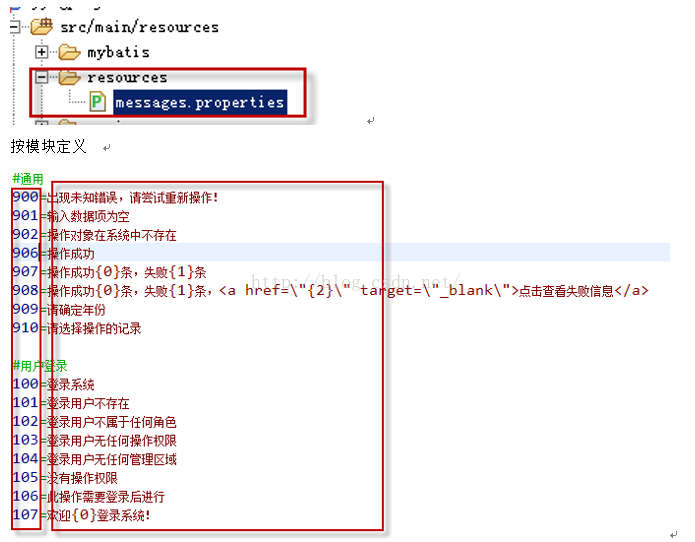 src/main/resources
mybatis
resources
messages.properties
按模块定义
#通用
900=出现未知错误，请尝试重新操作!
901=输入数据项为空
902=操作对象在系统中不存在
906=操作成功
907=操作成功{0}条，失败{1}条
908=操作成功{0}条，失败{1}条，<a href=\"{2}\" target=\"_blank\">点击查看失败信息</a>
http://blog.csdn.net/
909=请确定年份
910=请选择操作的记录
#用户登录
100=登录系统
101=登录用户不存在
102=登录用户不属于任何角色
103=登录用户无任何操作权限
104=登录用户无任何管理区域
105=没有操作权限
106=此操作需要登录后进行
107=欢迎{0}登录系统!